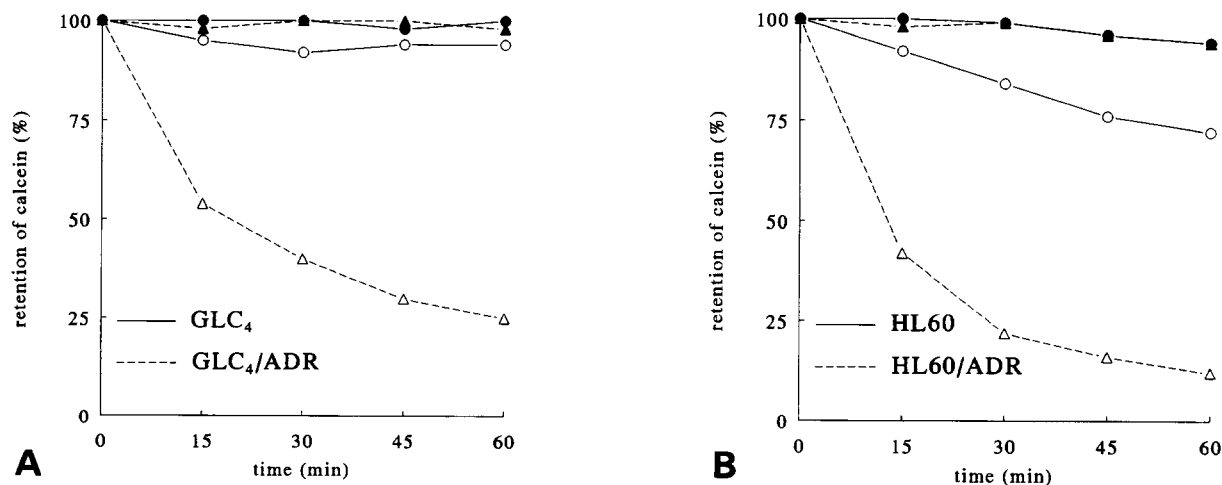 100
75
50
25
0
retention of calcein (%)
GLC₄
GLC₄/ADR
0 15 30 45 60
time (min)
A
100
75
50
25
0
retention of calcein (%)
HL60
HL60/ADR
0 15 30 45 60
time (min)
B